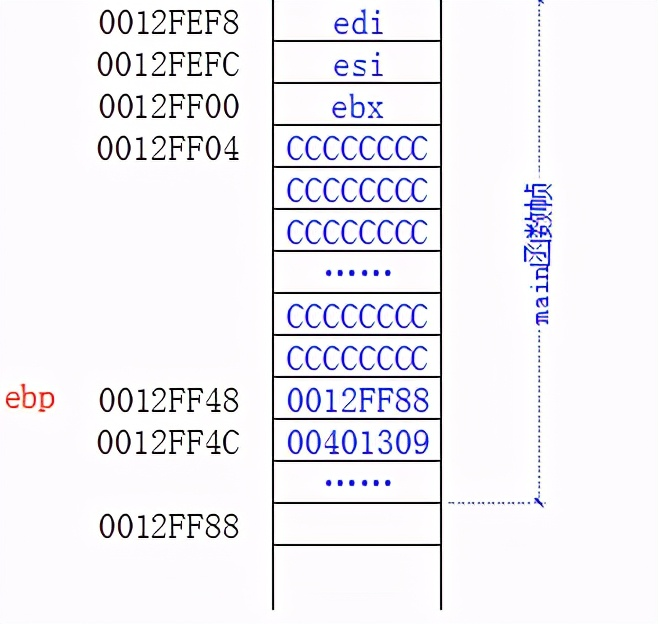 0012FEF8 edi
0012FEFC esi
0012FF00 ebx
0012FF04 CCCCCCCC
CCCCCCCC
CCCCCCCC
……
CCCCCCCC
CCCCCCCC
ebp 0012FF48 0012FF88
0012FF4C 00401309
……
0012FF88
main函数帧